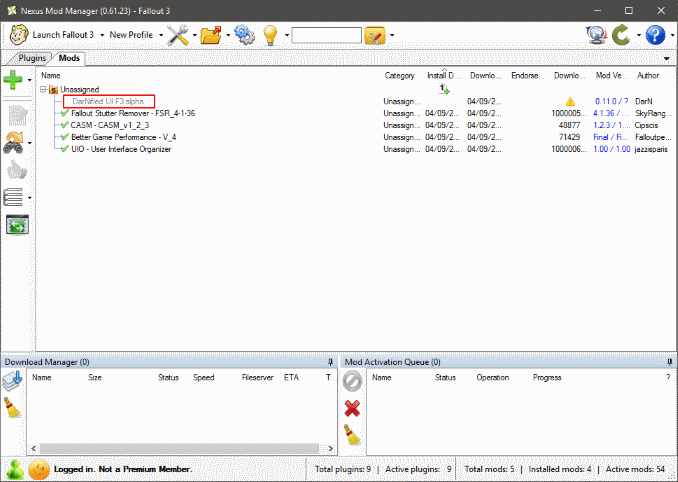 Nexus Mod Manager (0.61.23) - Fallout 3
Launch Fallout 3 New Profile
Plugins Mods
Name Category Install D... Downlo... Endorse... Downlo... Mod Ve... Author
Unassigned
DarNified UI F3 alpha Unassign... 04/09/2... 0.11.0 / ? DarN
Fallout Stutter Remover - FSR_4-1-36 Unassign... 04/09/2... 04/09/2... 1000005... 4.1.36 / ... SkyRang...
CASM - CASM_v1_2_3 Unassign... 04/09/2... 04/09/2... 48877 1.2.3 / 1.... Cipscis
Better Game Perfomance - V_4 Unassign... 04/09/2... 04/09/2... 71429 Final / Fi... Falloutpe...
UIO - User Interface Organizer Unassign... 04/09/2... 04/09/2... 1000006... 1.00 / 1.00 jazzisparis
Download Manager (0) Mod Activation Queue (0)
Name Size Status Speed Fileserver ETA T... Name Status Operation Progress ?
Logged in. Not a Premium Member. Total plugins: 9 | Active plugins: 9 Total mods: 5 | Installed mods: 4 | Active mods: 54